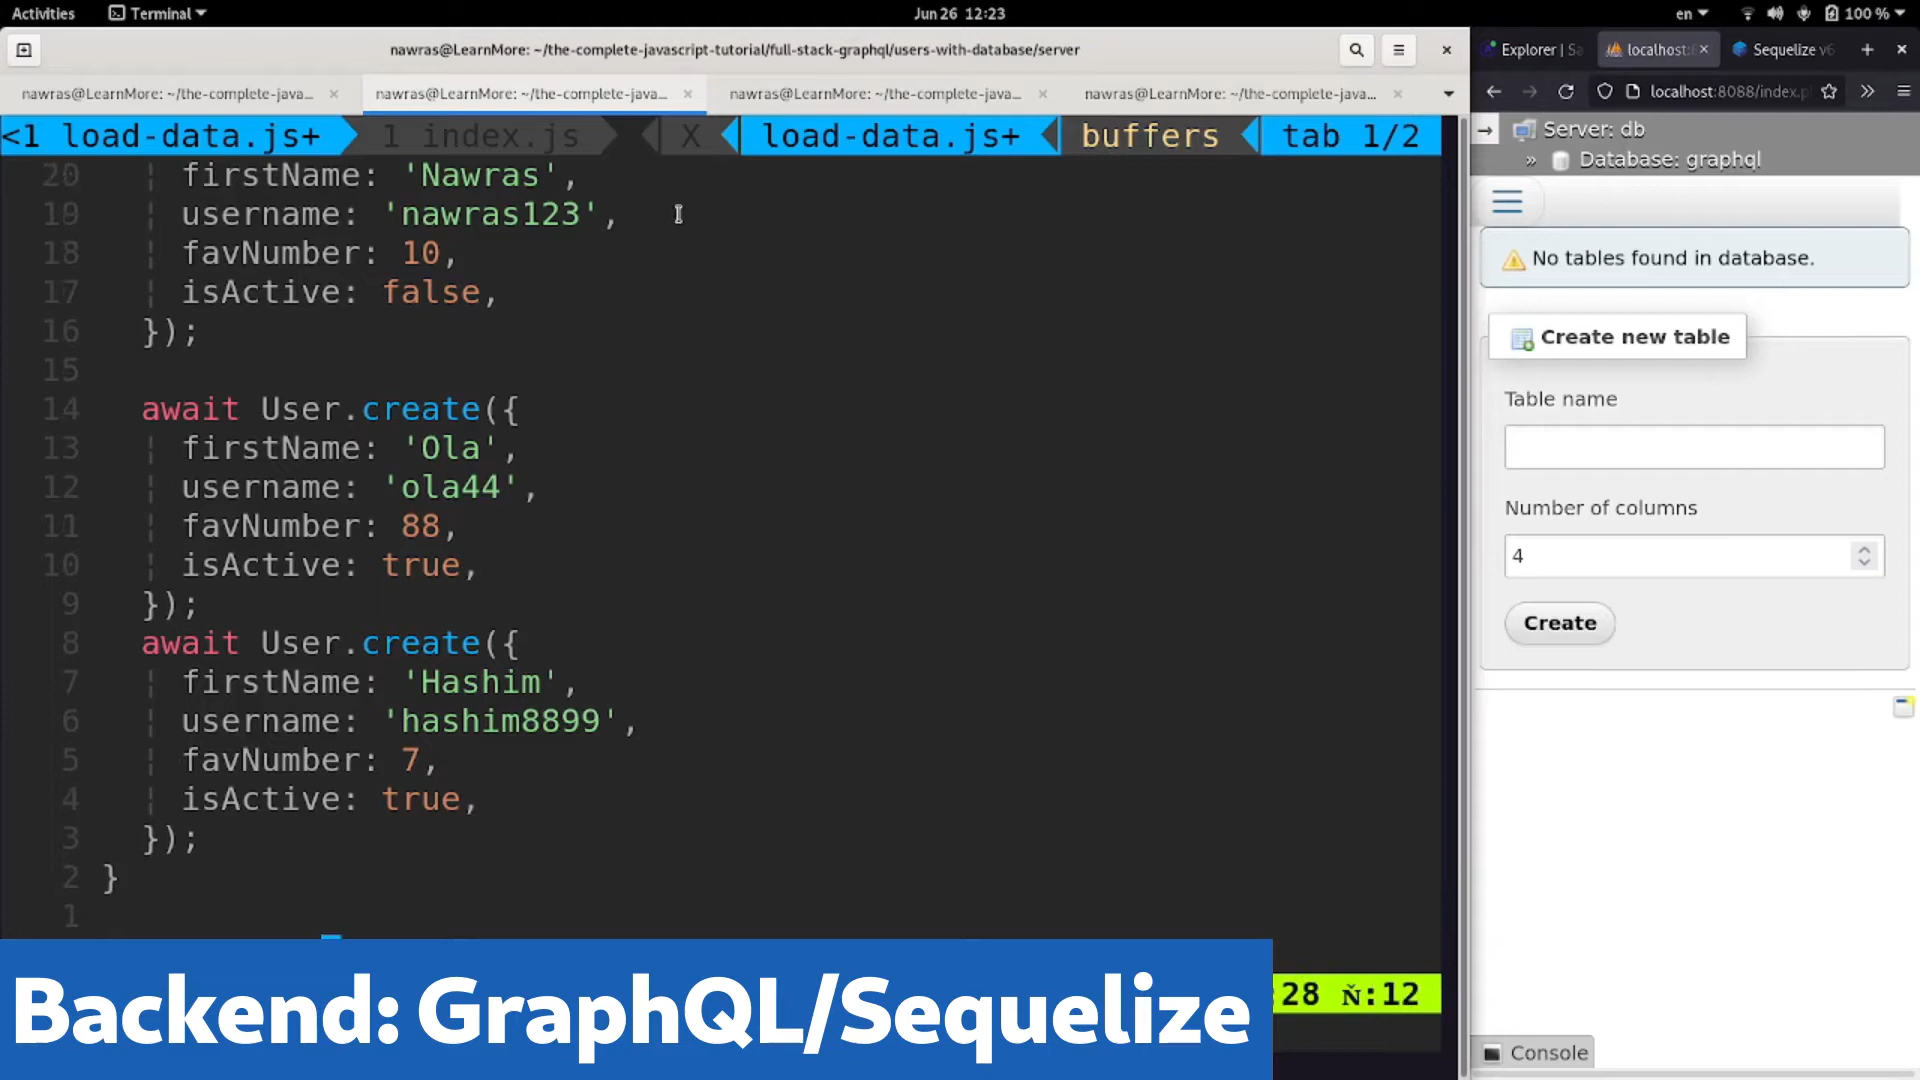 Activities Terminal Jun 26 12:23 en 100 %
nawras@LearnMore: ~/the-complete-javascript-tutorial/full-stack-graphql/users-with-database/server
nawras@LearnMore: ~/the-complete-java... nawras@LearnMore: ~/the-complete-java... nawras@LearnMore: ~/the-complete-java... nawras@LearnMore: ~/the-complete-java...
<1 load-data.js+ 1 index.js X load-data.js+ buffers tab 1/2
20 firstName: 'Nawras',
19 username: 'nawras123',
18 favNumber: 10,
17 isActive: false,
16 });
15
14 await User.create({
13 firstName: 'Ola',
12 username: 'ola44',
11 favNumber: 88,
10 isActive: true,
9 });
8 await User.create({
7 firstName: 'Hashim',
6 username: 'hashim8899',
5 favNumber: 7,
4 isActive: true,
3 });
2 }
1
:28 :12
Backend: GraphQL/Sequelize
Explorer | Sa localhost: Sequelize v6
localhost:8088/index.p
Server: db
» Database: graphql
No tables found in database.
Create new table
Table name
Number of columns
4
Create
Console